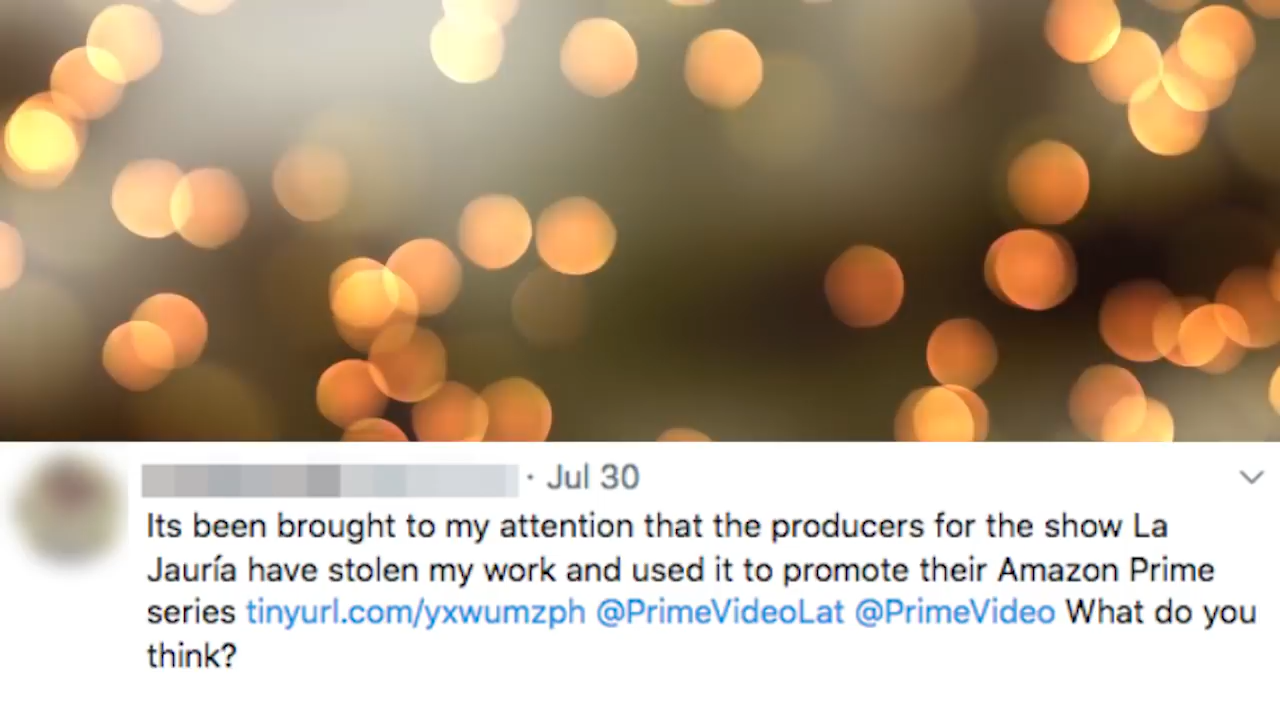 · Jul 30
Its been brought to my attention that the producers for the show La
Jauría have stolen my work and used it to promote their Amazon Prime
series tinyurl.com/yxwumzph @PrimeVideoLat @PrimeVideo What do you
think?